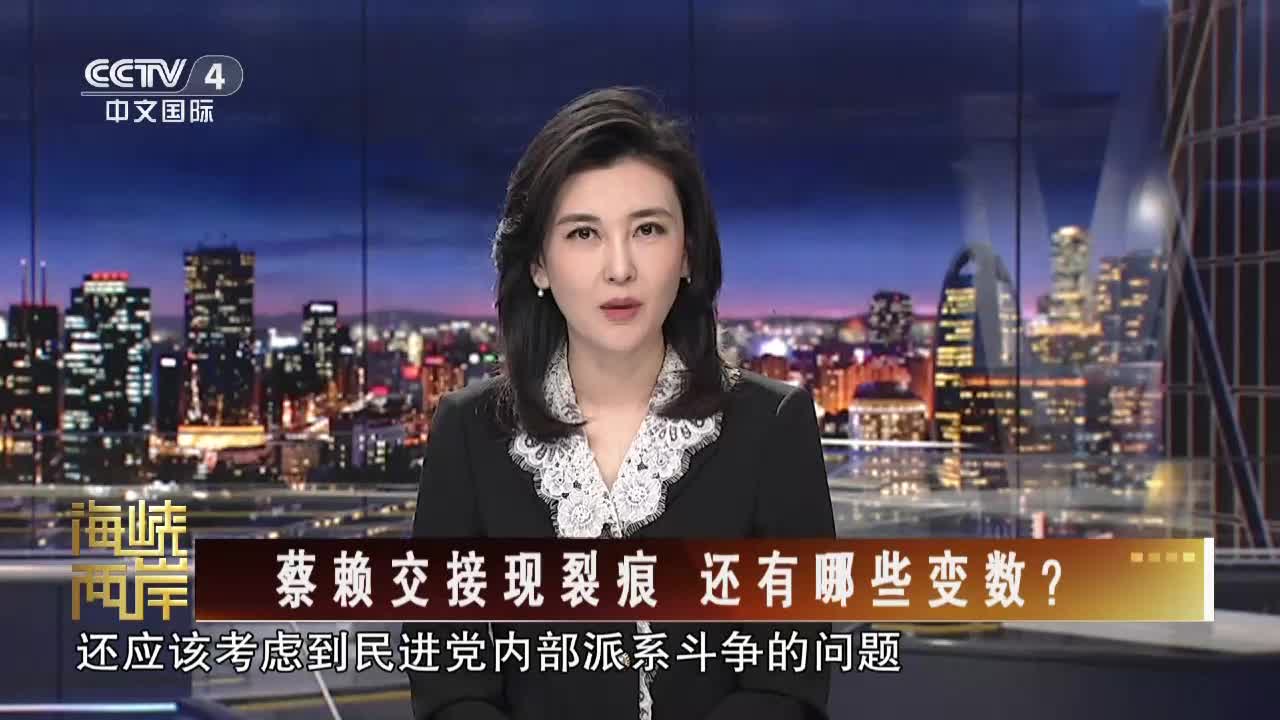 CCTV 4
中文国际
海峡
两岸
蔡赖交接现裂痕 还有哪些变数?
还应该考虑到民进党内部派系斗争的问题